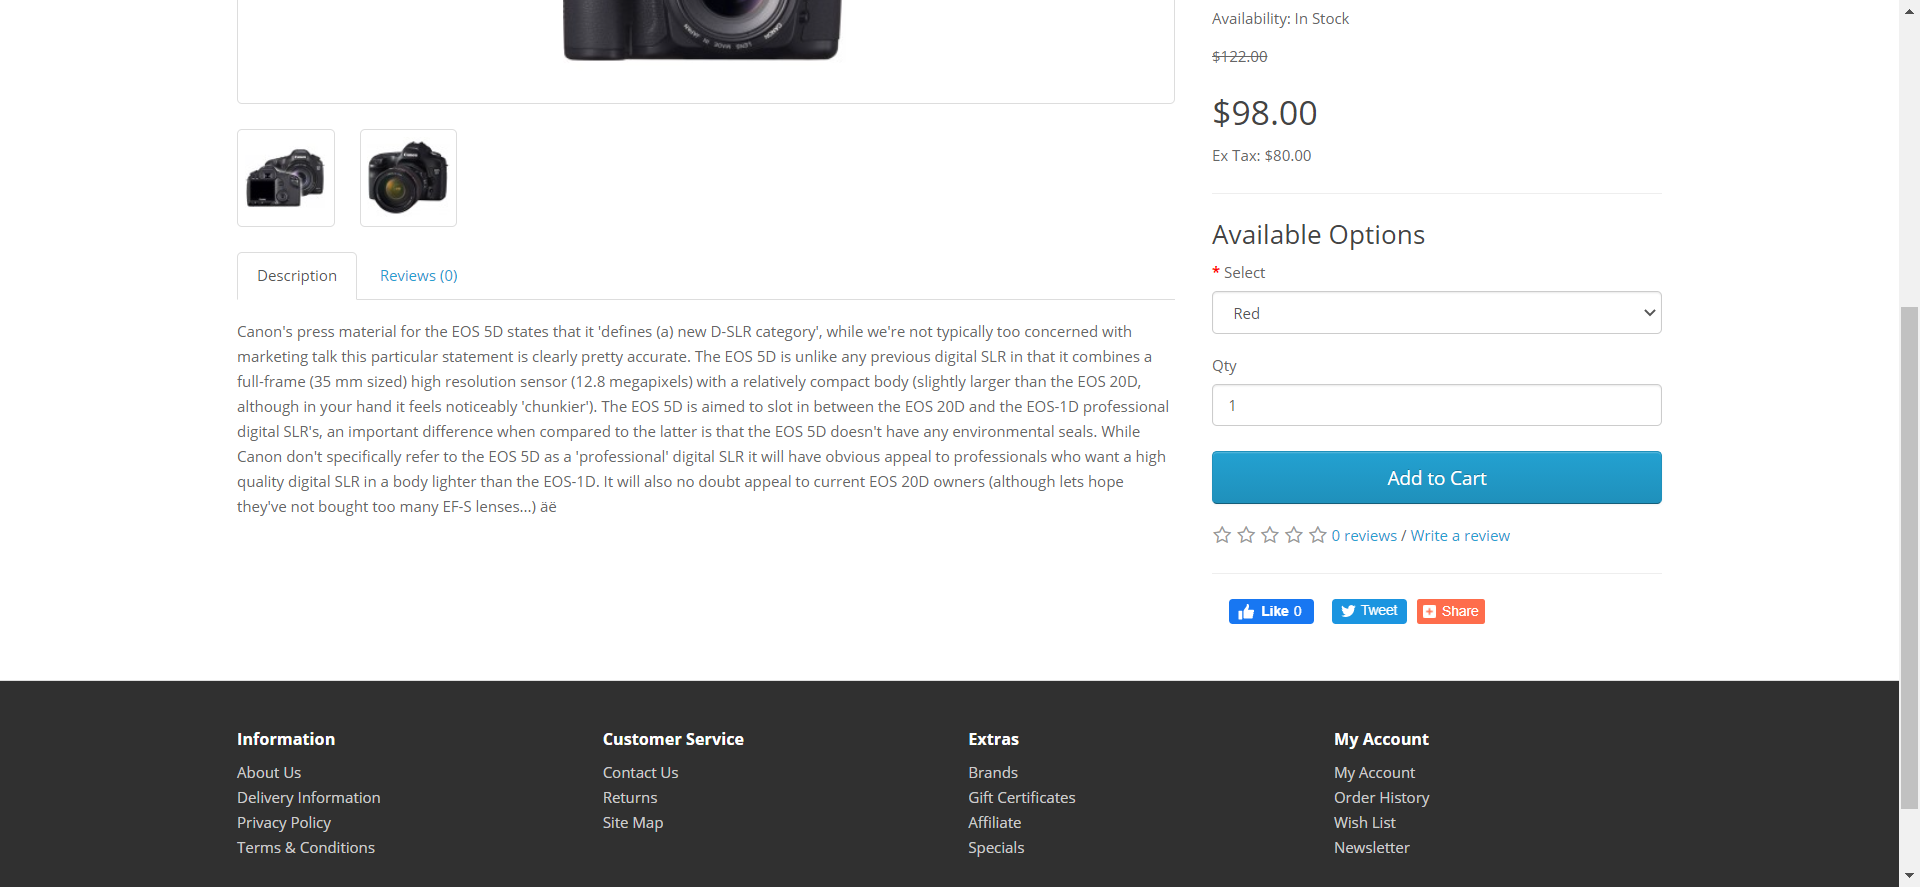 Availability: In Stock
$122.00
$98.00
Ex Tax: $80.00
Available Options
* Select
Red
Qty
1
Add to Cart
0 reviews / Write a review
Like 0
Tweet
Share
Description
Reviews (0)
Canon's press material for the EOS 5D states that it 'defines (a) new D-SLR category', while we're not typically too concerned with
marketing talk this particular statement is clearly pretty accurate. The EOS 5D is unlike any previous digital SLR in that it combines a
full-frame (35 mm sized) high resolution sensor (12.8 megapixels) with a relatively compact body (slightly larger than the EOS 20D,
although in your hand it feels noticeably 'chunkier'). The EOS 5D is aimed to slot in between the EOS 20D and the EOS-1D professional
digital SLR's, an important difference when compared to the latter is that the EOS 5D doesn't have any environmental seals. While
Canon don't specifically refer to the EOS 5D as a 'professional' digital SLR it will have obvious appeal to professionals who want a high
quality digital SLR in a body lighter than the EOS-1D. It will also no doubt appeal to current EOS 20D owners (although lets hope
they've not bought too many EF-S lenses...) äë
Information
About Us
Delivery Information
Privacy Policy
Terms & Conditions
Customer Service
Contact Us
Returns
Site Map
Extras
Brands
Gift Certificates
Affiliate
Specials
My Account
My Account
Order History
Wish List
Newsletter